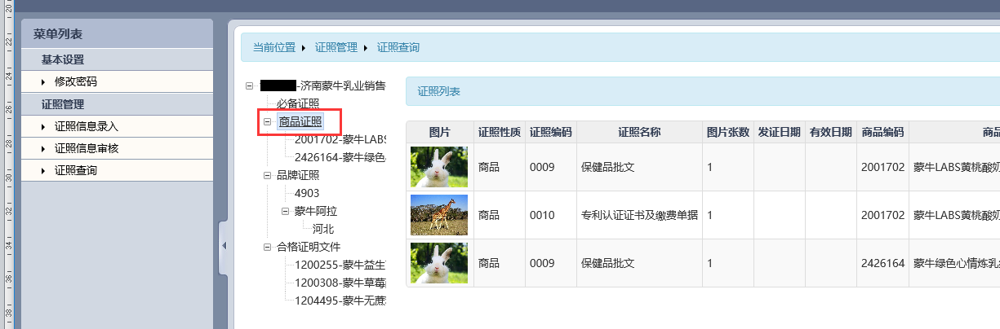 菜单列表
基本设置
修改密码
证照管理
证照信息录入
证照信息审核
证照查询
当前位置 证照管理 证照查询
-济南蒙牛乳业销售
必备证照
商品证照
2001702-蒙牛LABS
2426164-蒙牛绿色心
品牌证照
4903
蒙牛阿拉
河北
合格证明文件
1200255-蒙牛益生
1200308-蒙牛草莓
1204495-蒙牛无蔗
证照列表
图片 证照性质 证照编码 证照名称 图片张数 发证日期 有效日期 商品编码 商品
商品 0009 保健品批文 1 2001702 蒙牛LABS黄桃酸奶
商品 0010 专利认证证书及缴费单据 1 2001702 蒙牛LABS黄桃酸奶
商品 0009 保健品批文 1 2426164 蒙牛绿色心情炼乳
20
22
24
26
28
30
32
34
36
38